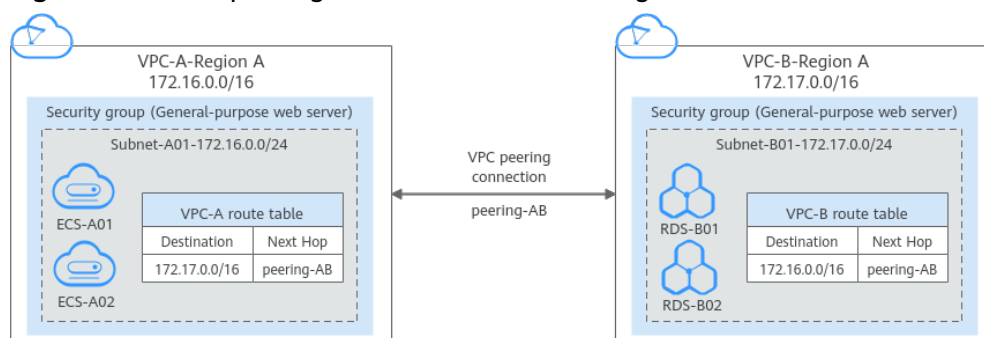 VPC-A-Region A
172.16.0.0/16
Security group (General-purpose web server)
Subnet-A01-172.16.0.0/24
ECS-A01
VPC-A route table
Destination Next Hop
172.17.0.0/16 peering-AB
ECS-A02
VPC peering
connection
peering-AB
VPC-B-Region A
172.17.0.0/16
Security group (General-purpose web server)
Subnet-B01-172.17.0.0/24
RDS-B01
VPC-B route table
Destination Next Hop
172.16.0.0/16 peering-AB
RDS-B02